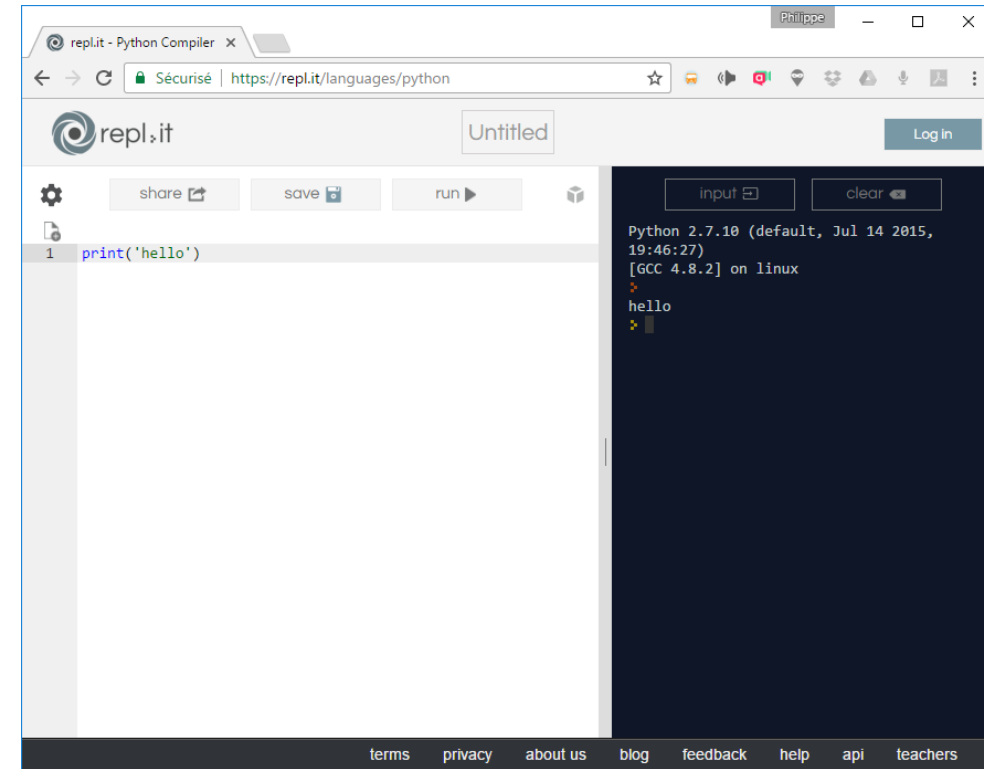 Philippe
repl.it - Python Compiler
Sécurisé | https://repl.it/languages/python
repl.it
Untitled
Log in
share
save
run
input
clear
1 print('hello')
Python 2.7.10 (default, Jul 14 2015,
19:46:27)
[GCC 4.8.2] on linux
hello
terms privacy about us blog feedback help api teachers